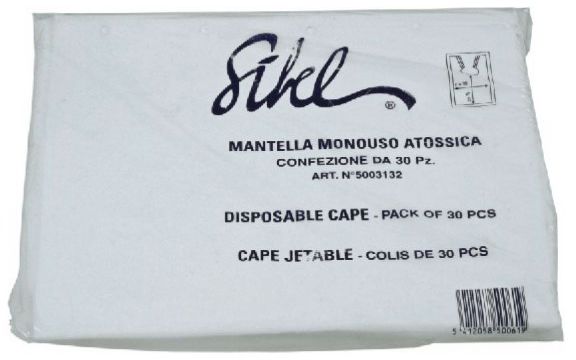 Sibel®
MANTELLA MONOUSO ATOSSICA
CONFEZIONE DA 30 Pz.
ART. N°5003132
DISPOSABLE CAPE - PACK OF 30 PCS
CAPE JETABLE - COLIS DE 30 PCS